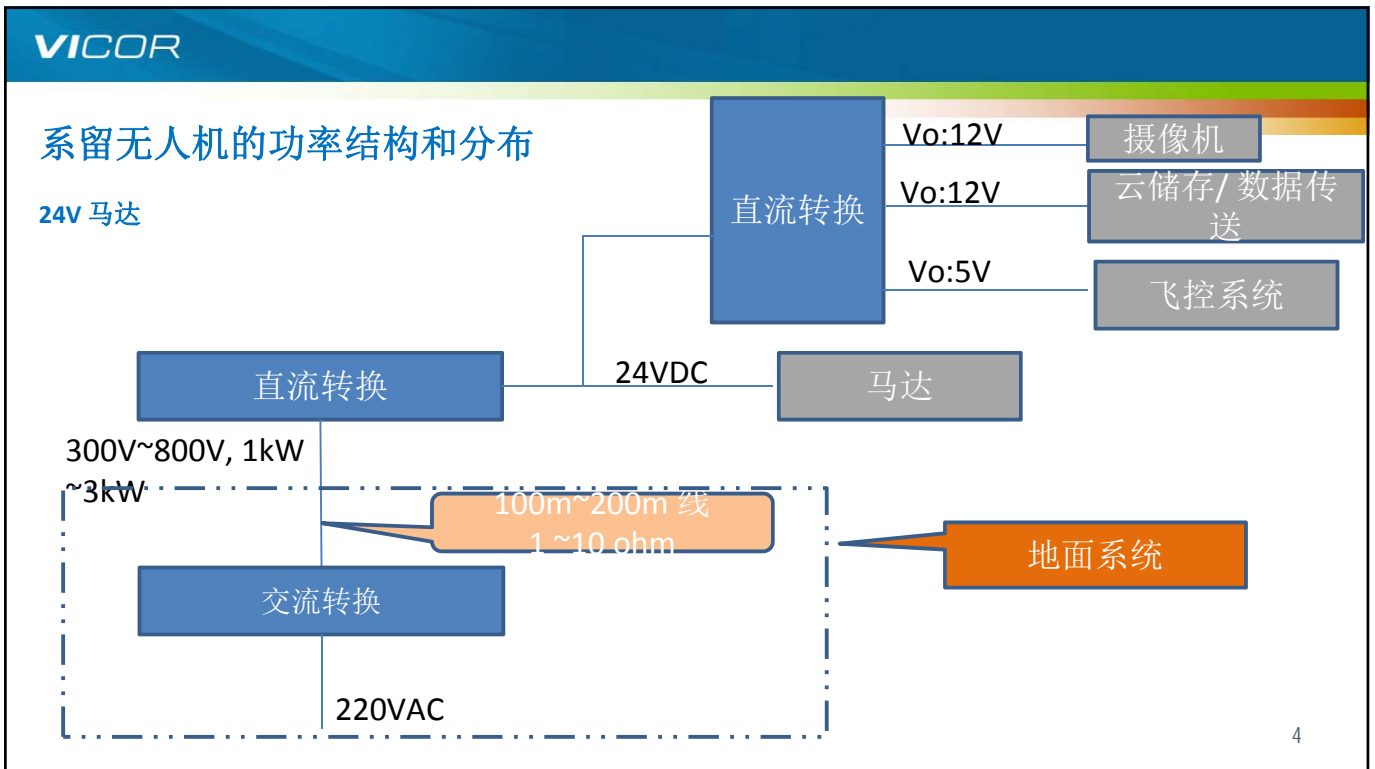 VICOR
系留无人机的功率结构和分布
24V 马达
直流转换
Vo:12V
摄像机
Vo:12V
云储存/ 数据传
送
Vo:5V
飞控系统
直流转换
24VDC
马达
300V~800V, 1kW
~3kW
100m~200m 线
1 ~10 ohm
地面系统
交流转换
220VAC
4